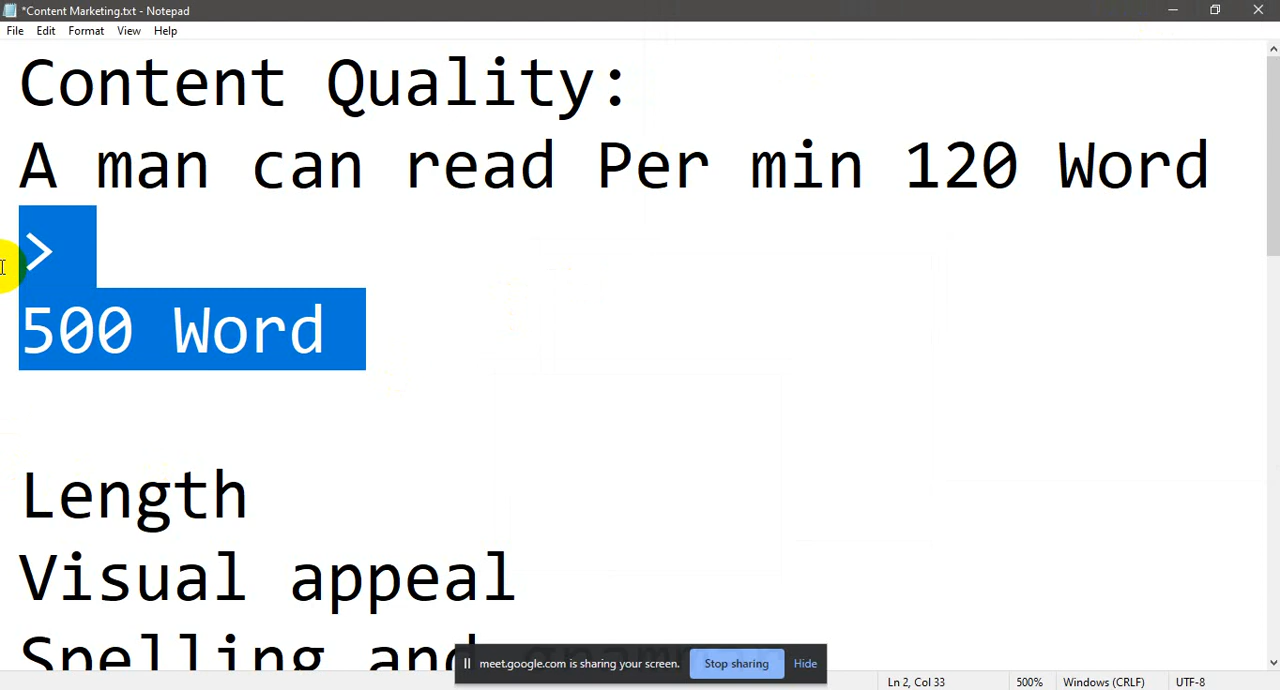 *Content Marketing.txt - Notepad
File Edit Format View Help
Content Quality:
A man can read Per min 120 Word
>
500 Word
Length
Visual appeal
Spelling and
meet.google.com is sharing your screen. Stop sharing Hide
Ln 2, Col 33 500% Windows (CRLF) UTF-8